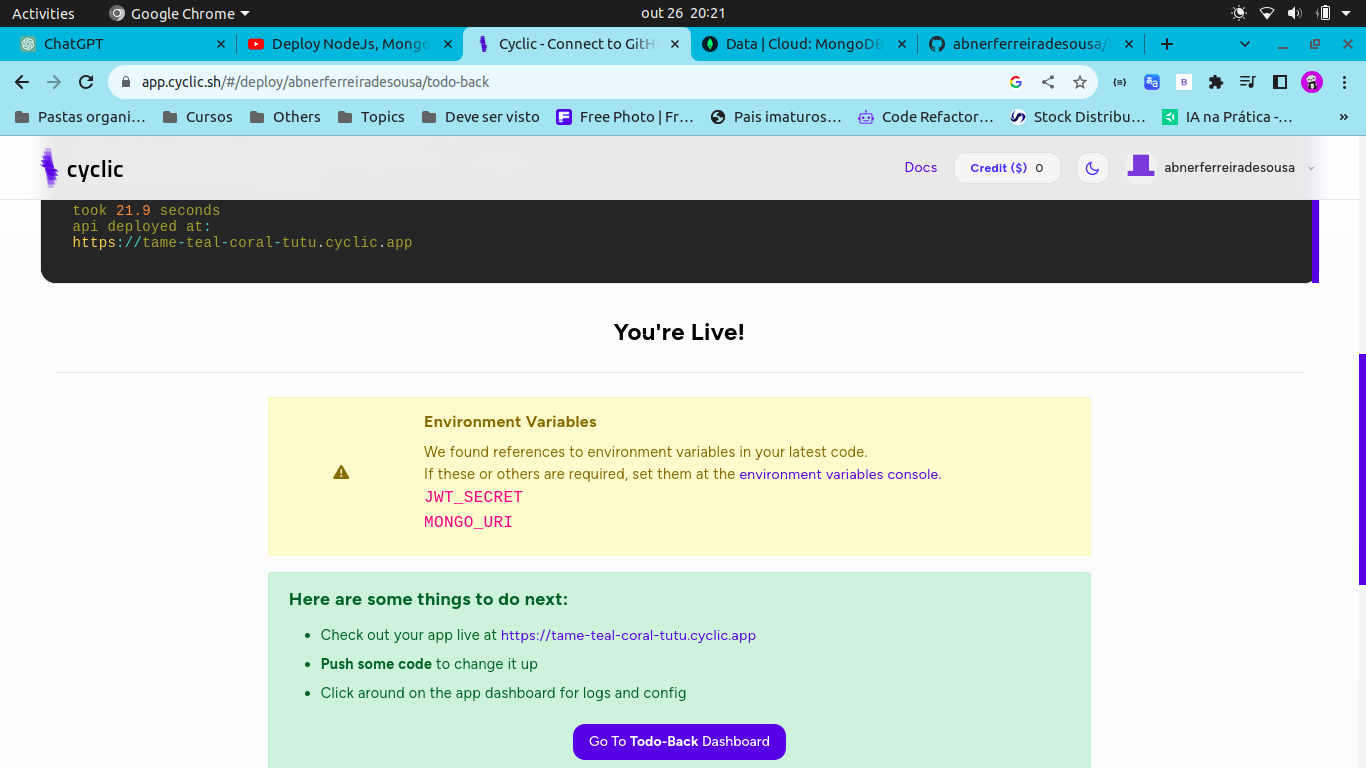 Activities Google Chrome out 26 20:21
ChatGPT Deploy NodeJs, Mongo Cyclic - Connect to GitH Data | Cloud: MongoDB abnerferreiradesousa/
app.cyclic.sh/#/deploy/abnerferreiradesousa/todo-back
Pastas organi... Cursos Others Topics Deve ser visto Free Photo | Fr... Pais imaturos... Code Refactor... Stock Distribu... IA na Prática -... »
cyclic Docs Credit ($) 0 abnerferreiradesousa
took 21.9 seconds
api deployed at:
https://tame-teal-coral-tutu.cyclic.app
You're Live!
Environment Variables
We found references to environment variables in your latest code.
If these or others are required, set them at the environment variables console.
JWT_SECRET
MONGO_URI
Here are some things to do next:
• Check out your app live at https://tame-teal-coral-tutu.cyclic.app
• Push some code to change it up
• Click around on the app dashboard for logs and config
Go To Todo-Back Dashboard